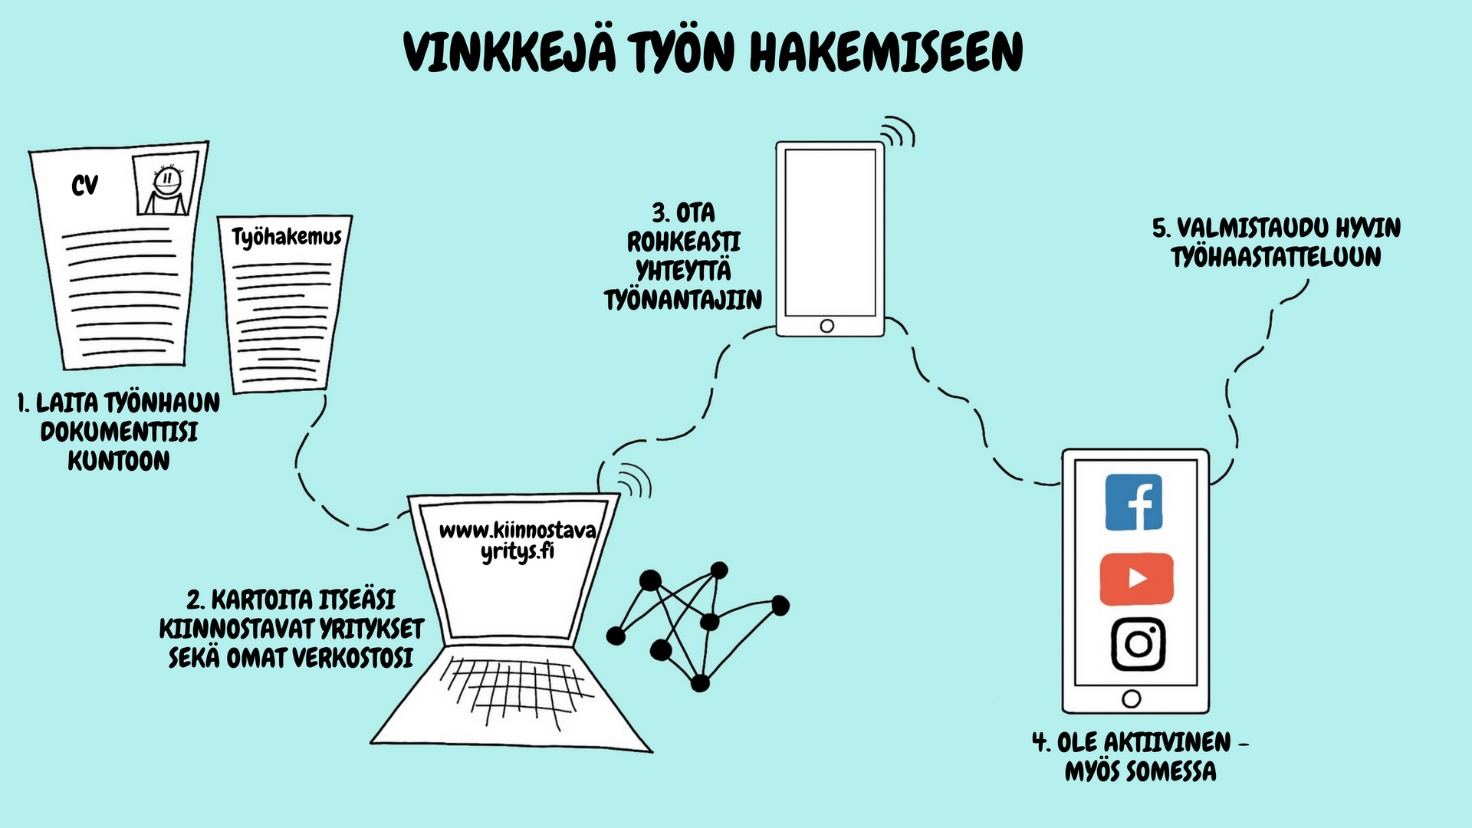 VINKKEJÄ TYÖN HAKEMISEEN
CV
Työhakemus
1. LAITA TYÖNHAUN
DOKUMENTTISI
KUNTOON
www.kiinnostava
yritys.fi
2. KARTOITA ITSEÄSI
KIINNOSTAVAT YRITYKSET
SEKÄ OMAT VERKOSTOSI
3. OTA
ROHKEASTI
YHTEYTTÄ
TYÖNANTAJIIN
4. OLE AKTIIVINEN –
MYÖS SOMESSA
5. VALMISTAUDU HYVIN
TYÖHAASTATTELUUN